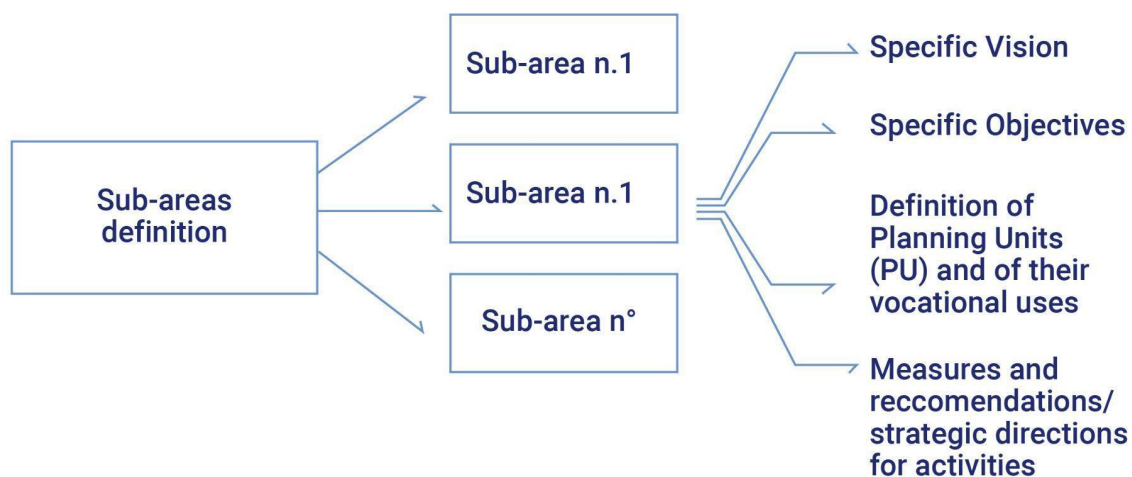 Sub-areas
definition
Sub-area n.1
Sub-area n.1
Sub-area n°
Specific Vision
Specific Objectives
Definition of
Planning Units
(PU) and of their
vocational uses
Measures and
reccomendations/
strategic directions
for activities